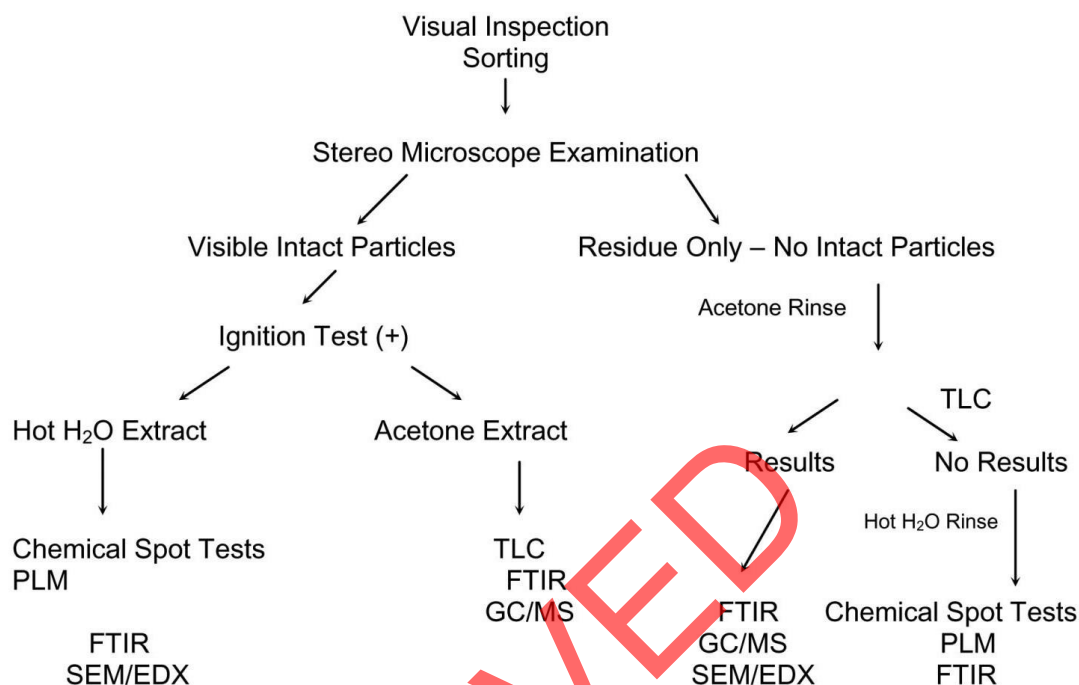 Visual Inspection
Sorting
Stereo Microscope Examination
Visible Intact Particles
Residue Only – No Intact Particles
Acetone Rinse
Ignition Test (+)
TLC
Hot H₂O Extract
Acetone Extract
Results
No Results
Hot H₂O Rinse
Chemical Spot Tests
PLM
FTIR
SEM/EDX
TLC
FTIR
GC/MS
FTIR
GC/MS
SEM/EDX
Chemical Spot Tests
PLM
FTIR